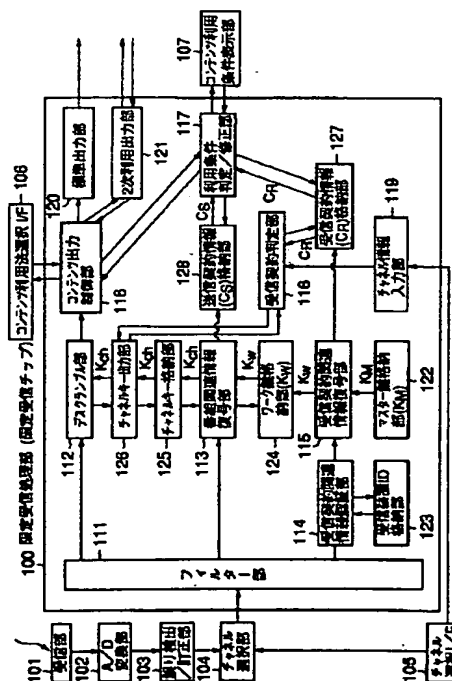 100 限定受信処理部 (限定受信チップ)
コンテンツ利用法選択 I/F
106
101
受信部
102
A/D
変換部
103
誤り検出
/訂正部
104
チャネル
選択部
105
チャネル
111
フィルター部
112
デスクランブル部
126
チャネルキー出力部
125
チャネルキー格納部
113
番組関連情報
復号部
ワーク鍵格
納部(KW)
124
115
受信契約関連
情報復号部
マスター鍵格納
部(KM)
122
114
受信契約関連
情報認証部
受信装置ID
格納部
123
Kch
Kch
Kch
KW
KW
KM
コンテンツ出力
制御部
116
標準出力部
120
2次利用出力部
121
117
利用条件
判定/修正部
107
コンテンツ利用
条件表示部
CS
送信契約情報
(CS)格納部
128
受信契約判定部
118
CR
CR
127
受信契約情報
(CR)格納部
チャネル情報
入力部
119